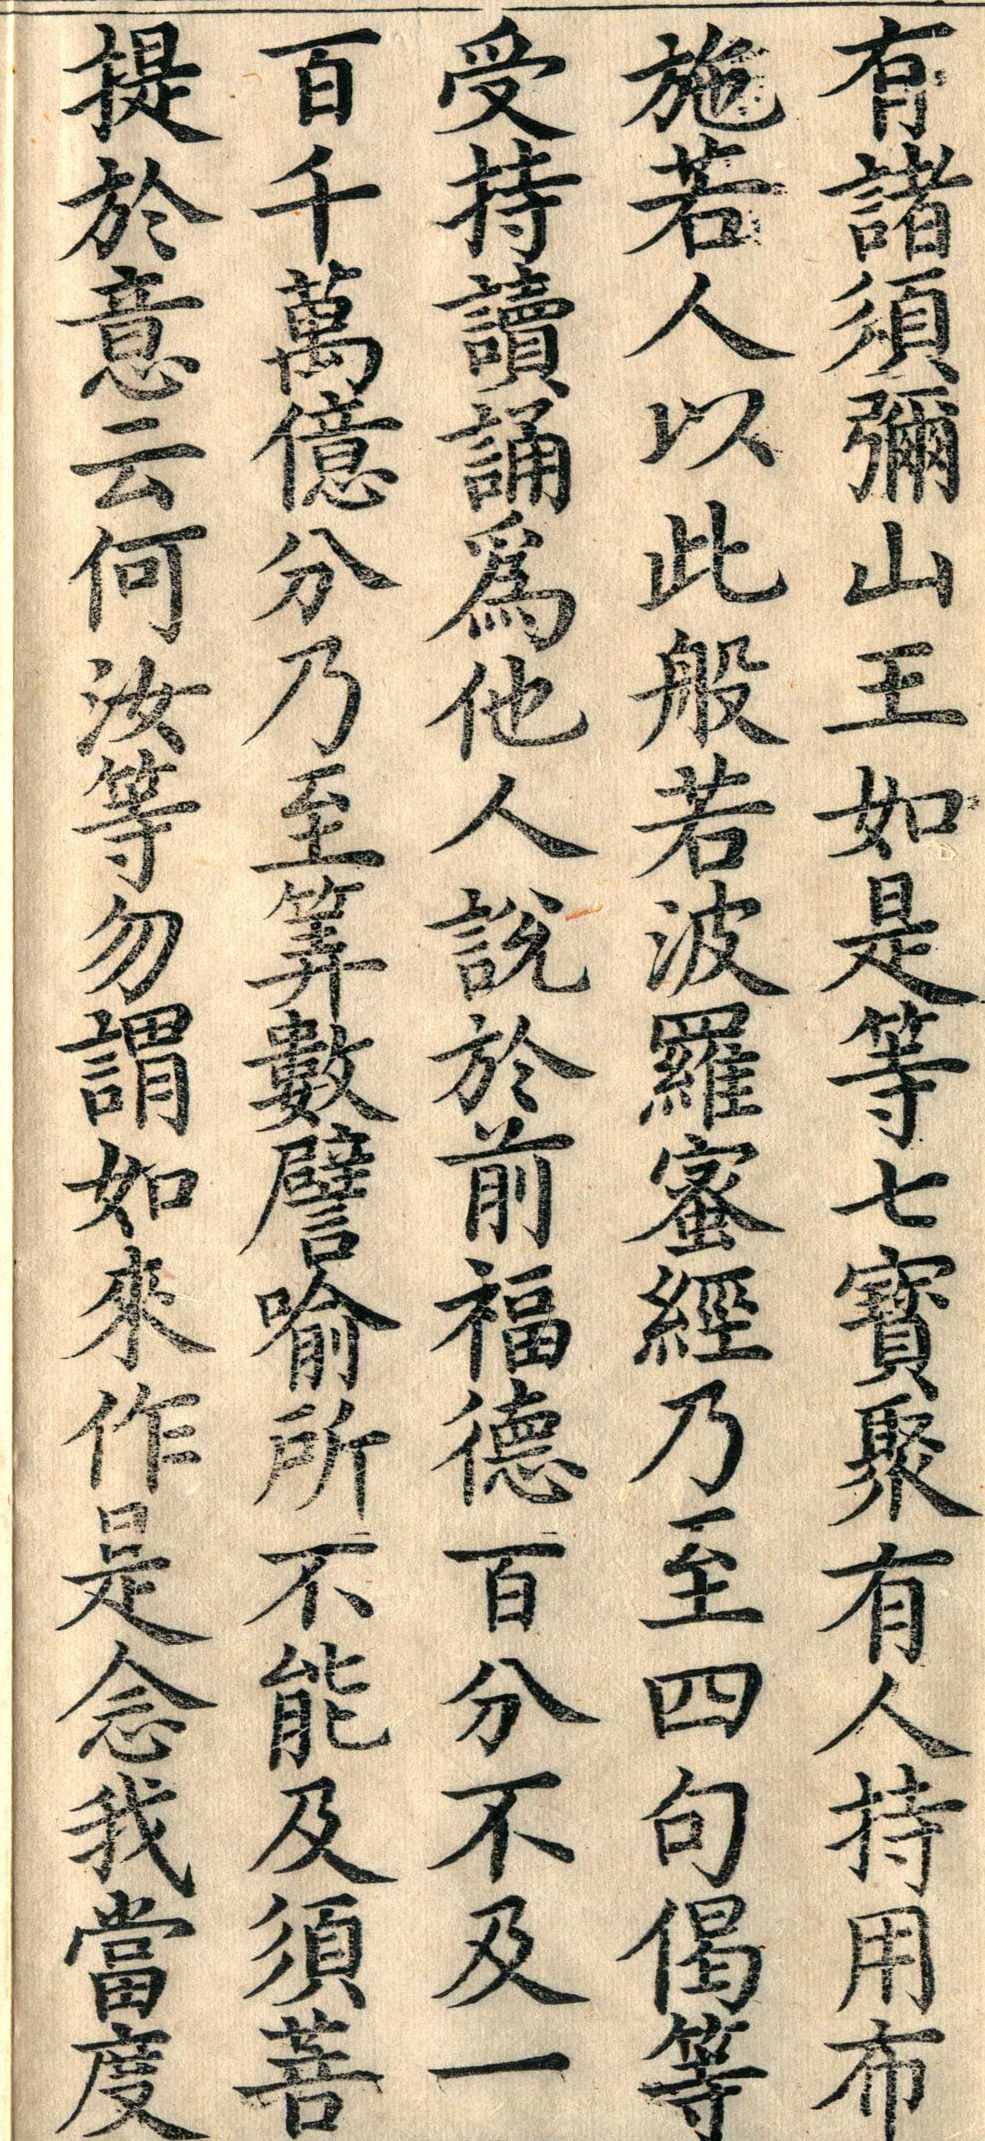 有諸須彌山王如是等七寶聚有人持用布
施若人以此般若波羅蜜經乃至四句偈等
受持讀誦爲他人說於前福德百分不及一
百千萬億分乃至筭數譬喻所不能及須菩
提於意云何汝等勿謂如來作是念我當度